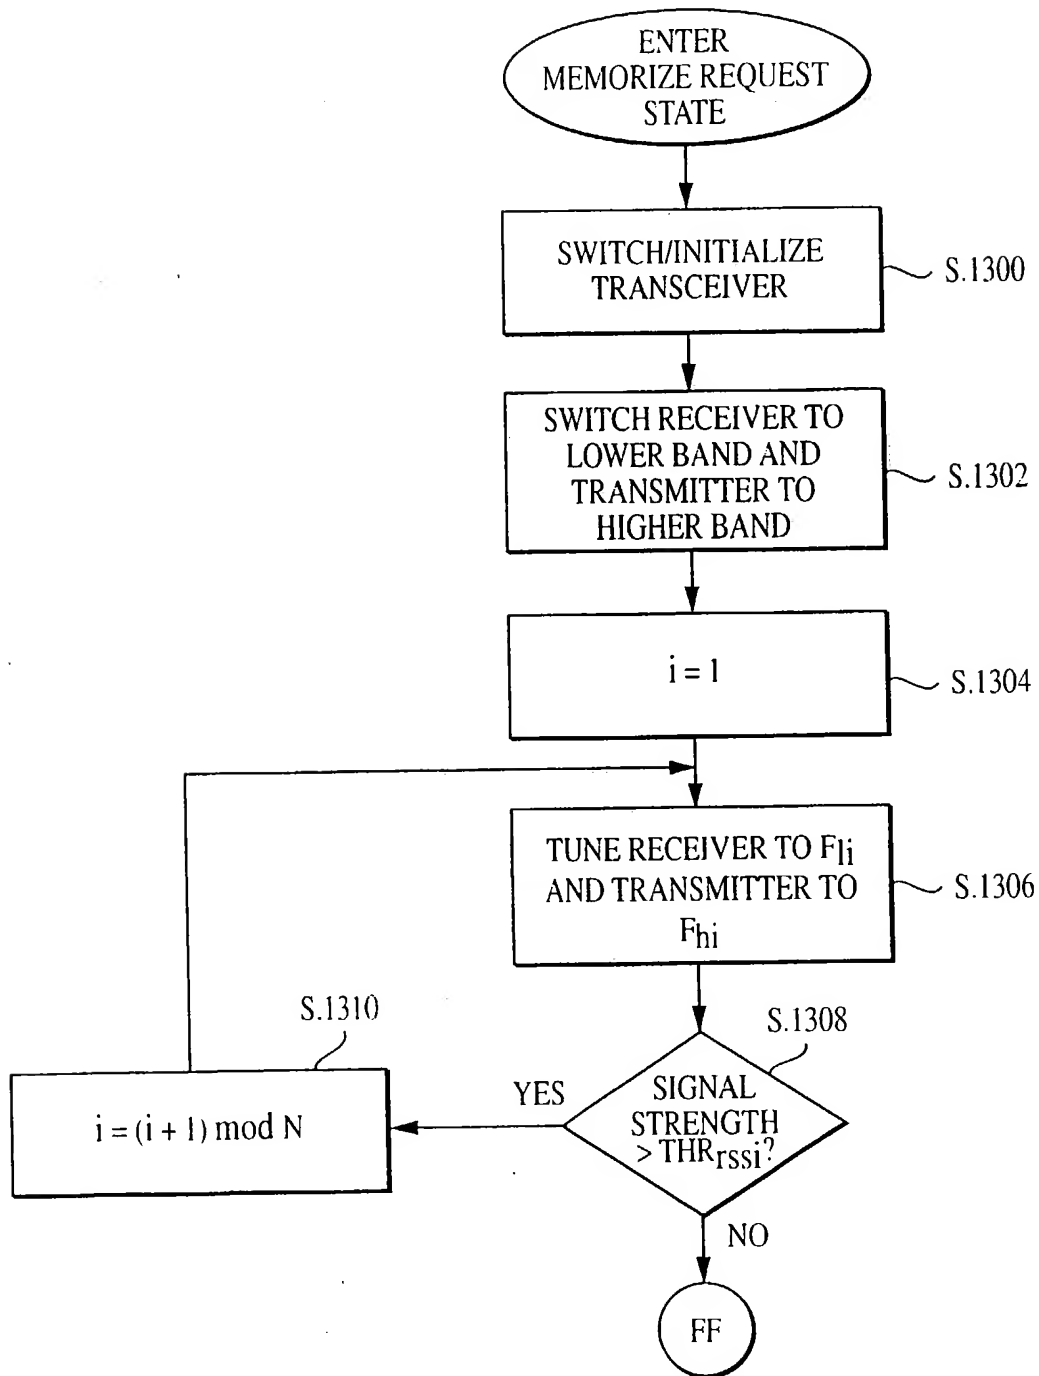 ENTER
MEMORIZE REQUEST
STATE
SWITCH/INITIALIZE
TRANSCEIVER
S.1300
SWITCH RECEIVER TO
LOWER BAND AND
TRANSMITTER TO
HIGHER BAND
S.1302
i = 1
S.1304
TUNE RECEIVER TO Fli
AND TRANSMITTER TO
Fhi
S.1306
S.1308
SIGNAL
STRENGTH
> THRrssi?
YES
S.1310
i = (i + 1) mod N
NO
FF